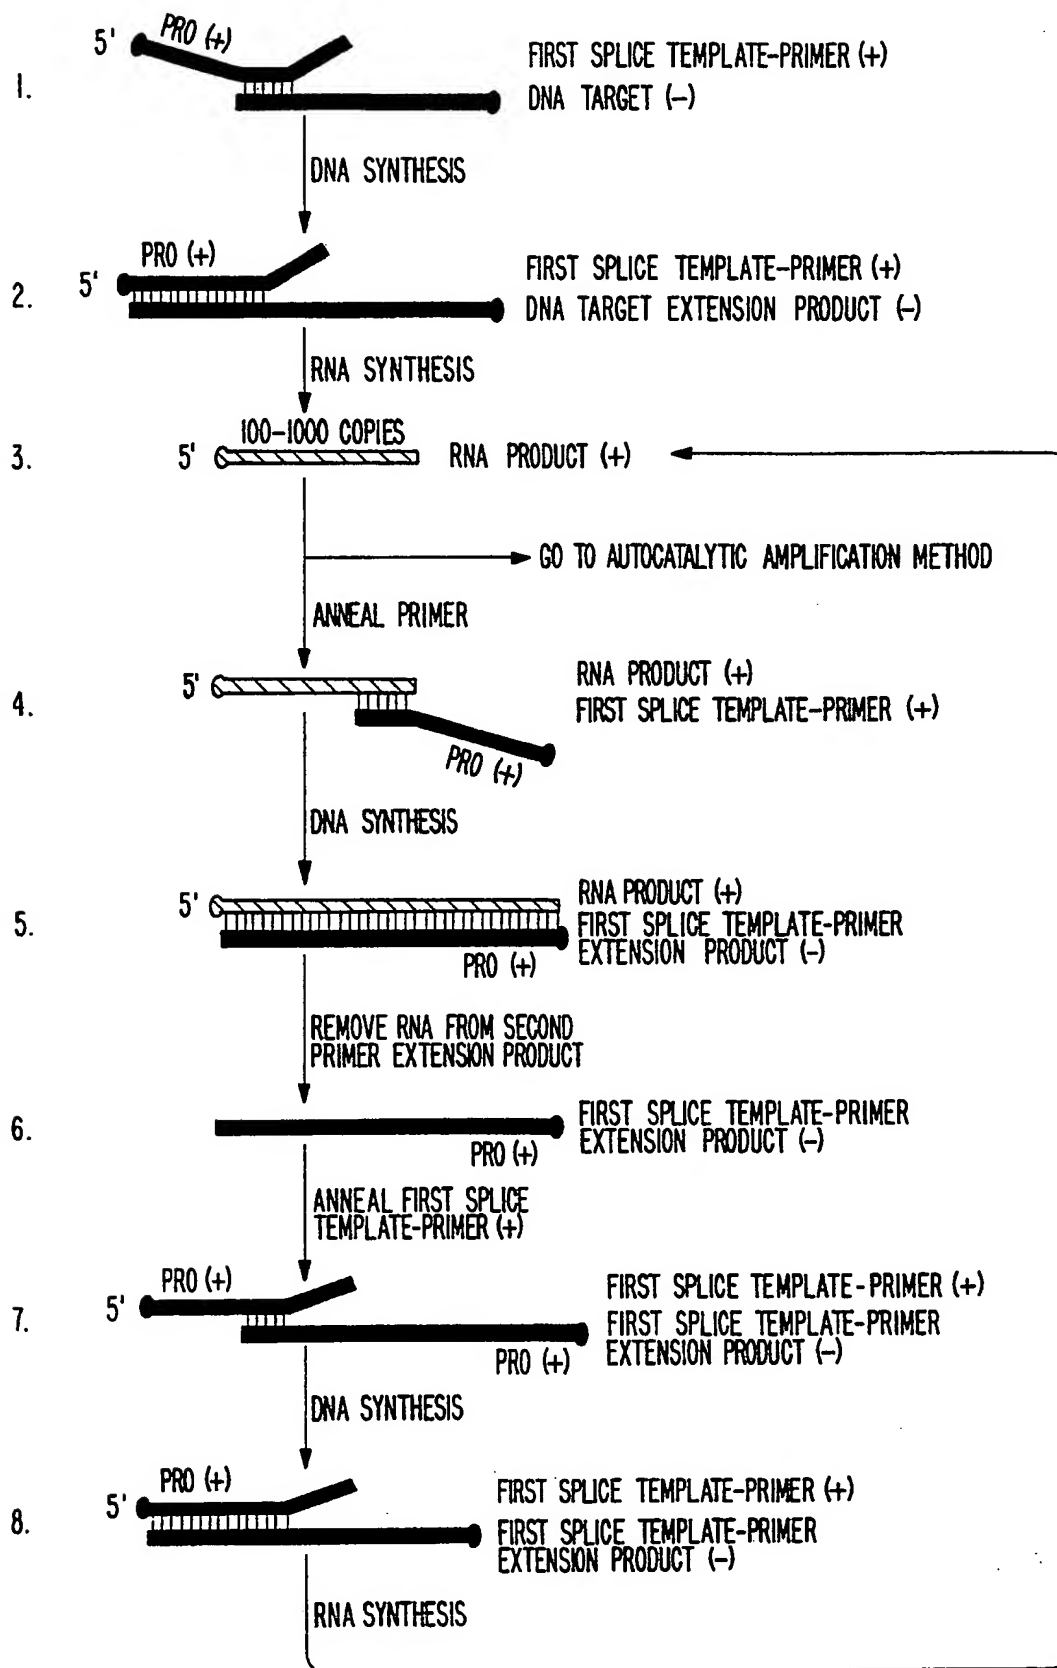 5' PRO (+)
FIRST SPLICE TEMPLATE-PRIMER (+)
1.
DNA TARGET (-)
DNA SYNTHESIS
PRO (+)
FIRST SPLICE TEMPLATE-PRIMER (+)
5'
2.
DNA TARGET EXTENSION PRODUCT (-)
RNA SYNTHESIS
100-1000 COPIES
3.
5'
RNA PRODUCT (+)
GO TO AUTOCATALYTIC AMPLIFICATION METHOD
ANNEAL PRIMER
RNA PRODUCT (+)
5'
4.
FIRST SPLICE TEMPLATE-PRIMER (+)
PRO (+)
DNA SYNTHESIS
RNA PRODUCT (+)
5'
5.
FIRST SPLICE TEMPLATE-PRIMER
EXTENSION PRODUCT (-)
PRO (+)
REMOVE RNA FROM SECOND
PRIMER EXTENSION PRODUCT
6.
FIRST SPLICE TEMPLATE-PRIMER
EXTENSION PRODUCT (-)
PRO (+)
ANNEAL FIRST SPLICE
TEMPLATE-PRIMER (+)
PRO (+)
FIRST SPLICE TEMPLATE-PRIMER (+)
5'
7.
FIRST SPLICE TEMPLATE-PRIMER
EXTENSION PRODUCT (-)
PRO (+)
DNA SYNTHESIS
PRO (+)
FIRST SPLICE TEMPLATE-PRIMER (+)
5'
8.
FIRST SPLICE TEMPLATE-PRIMER
EXTENSION PRODUCT (-)
RNA SYNTHESIS